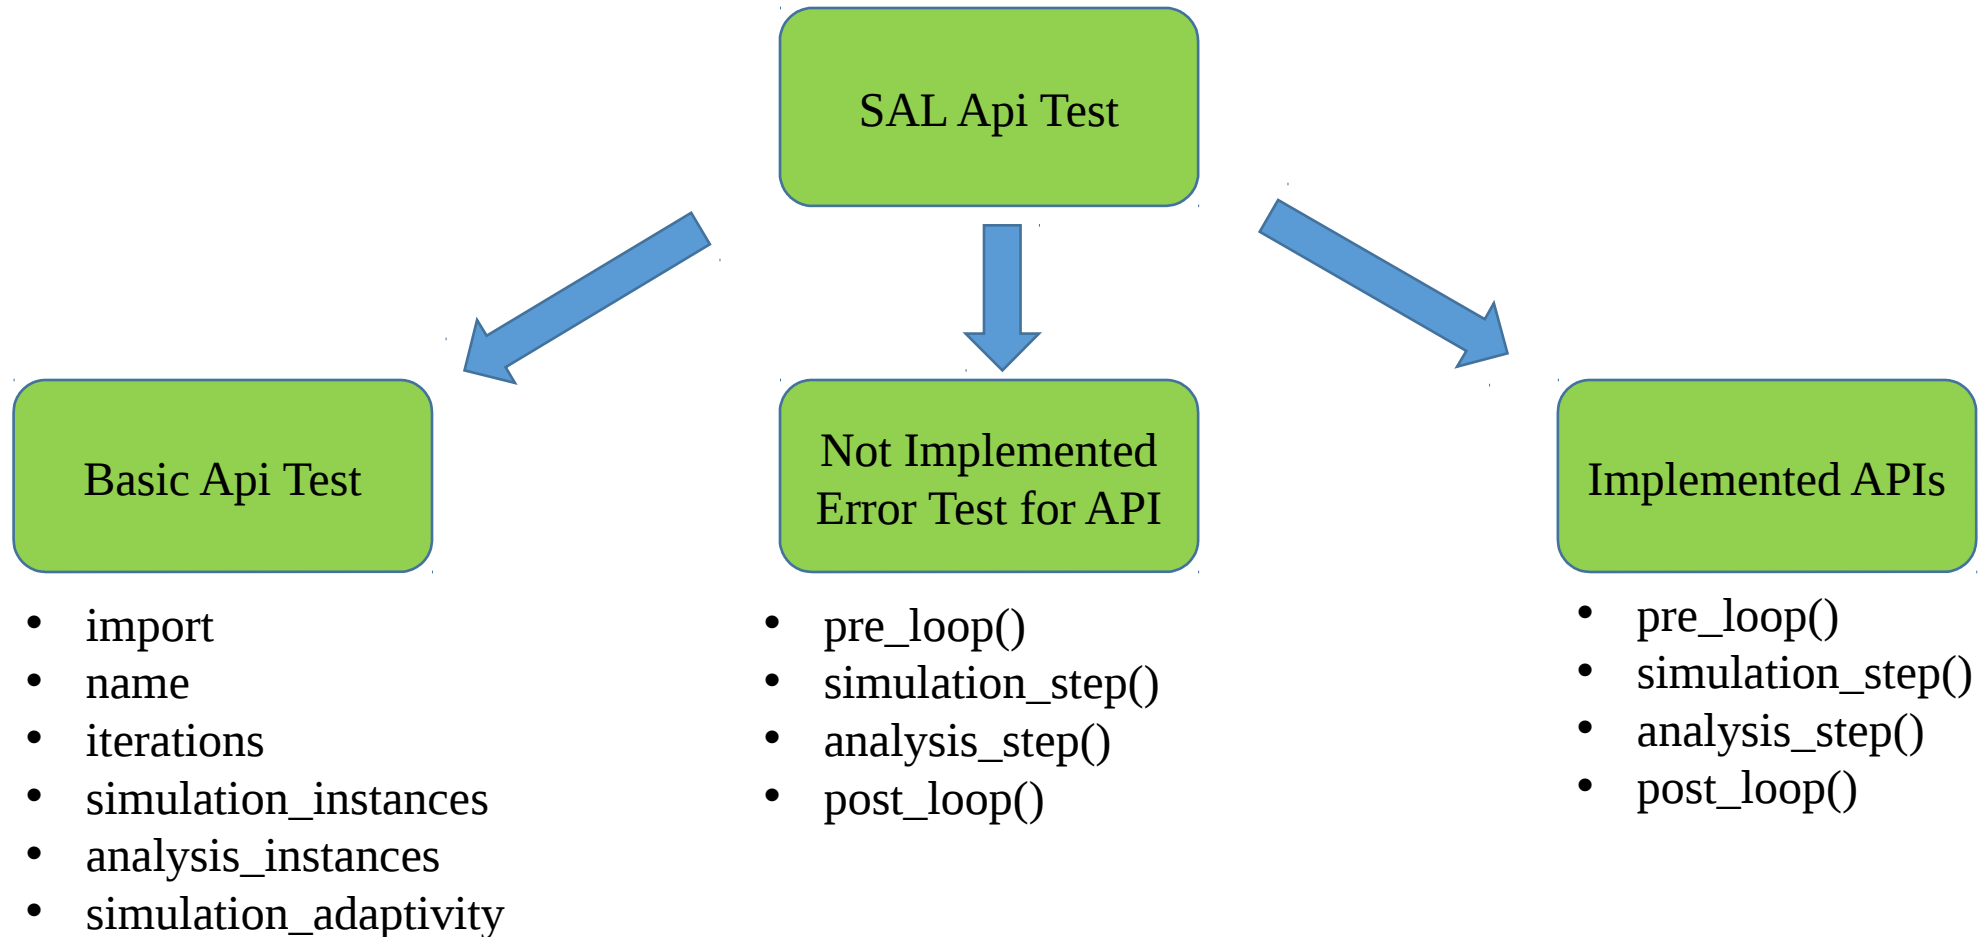 SAL Api Test
Basic Api Test
Not Implemented
Error Test for API
Implemented APIs
• import
• name
• iterations
• simulation_instances
• analysis_instances
• simulation_adaptivity
• pre_loop()
• simulation_step()
• analysis_step()
• post_loop()
• pre_loop()
• simulation_step()
• analysis_step()
• post_loop()